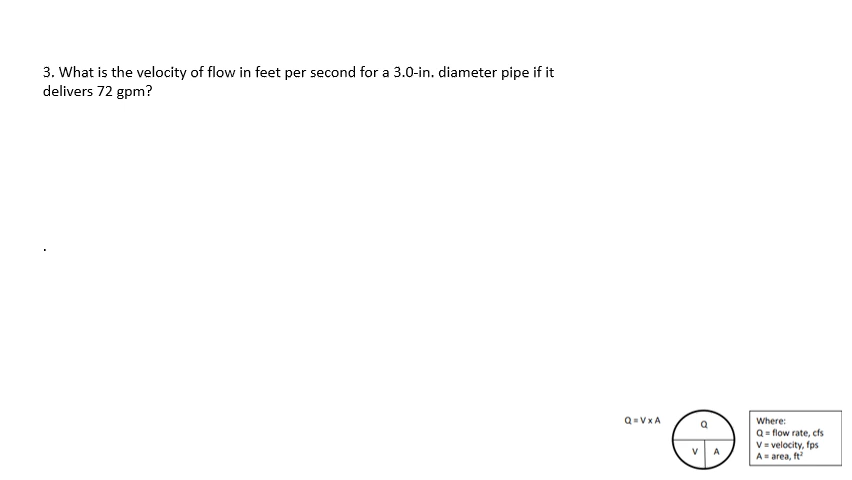 3. What is the velocity of flow in feet per second for a 3.0-in. diameter pipe if it
delivers 72 gpm?
.
Q = V x A
Q
V A
Where:
Q = flow rate, cfs
V = velocity, fps
A = area, ft²